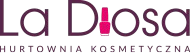 La Diosa
HURTOWNIA KOSMETYCZNA